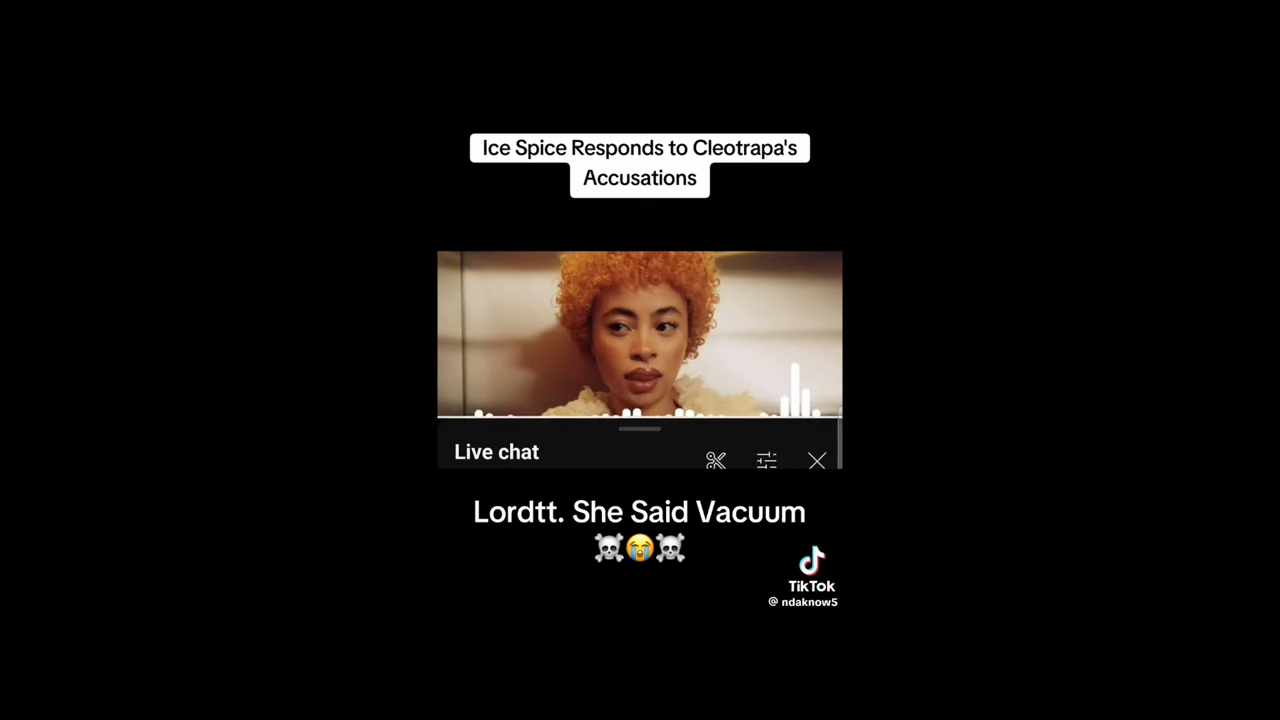 Ice Spice Responds to Cleotrapa's
Accusations
Live chat
Lordtt. She Said Vacuum
☠️😭☠️
TikTok
@ ndaknow5